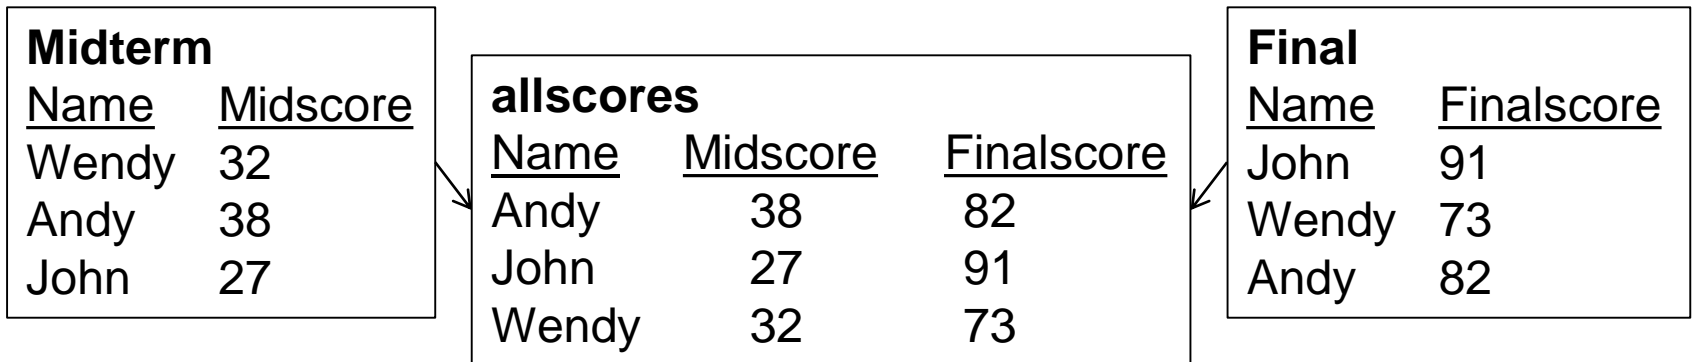 Midterm
Name Midscore
Wendy 32
Andy 38
John 27
allscores
Name Midscore Finalscore
Andy 38 82
John 27 91
Wendy 32 73
Final
Name Finalscore
John 91
Wendy 73
Andy 82